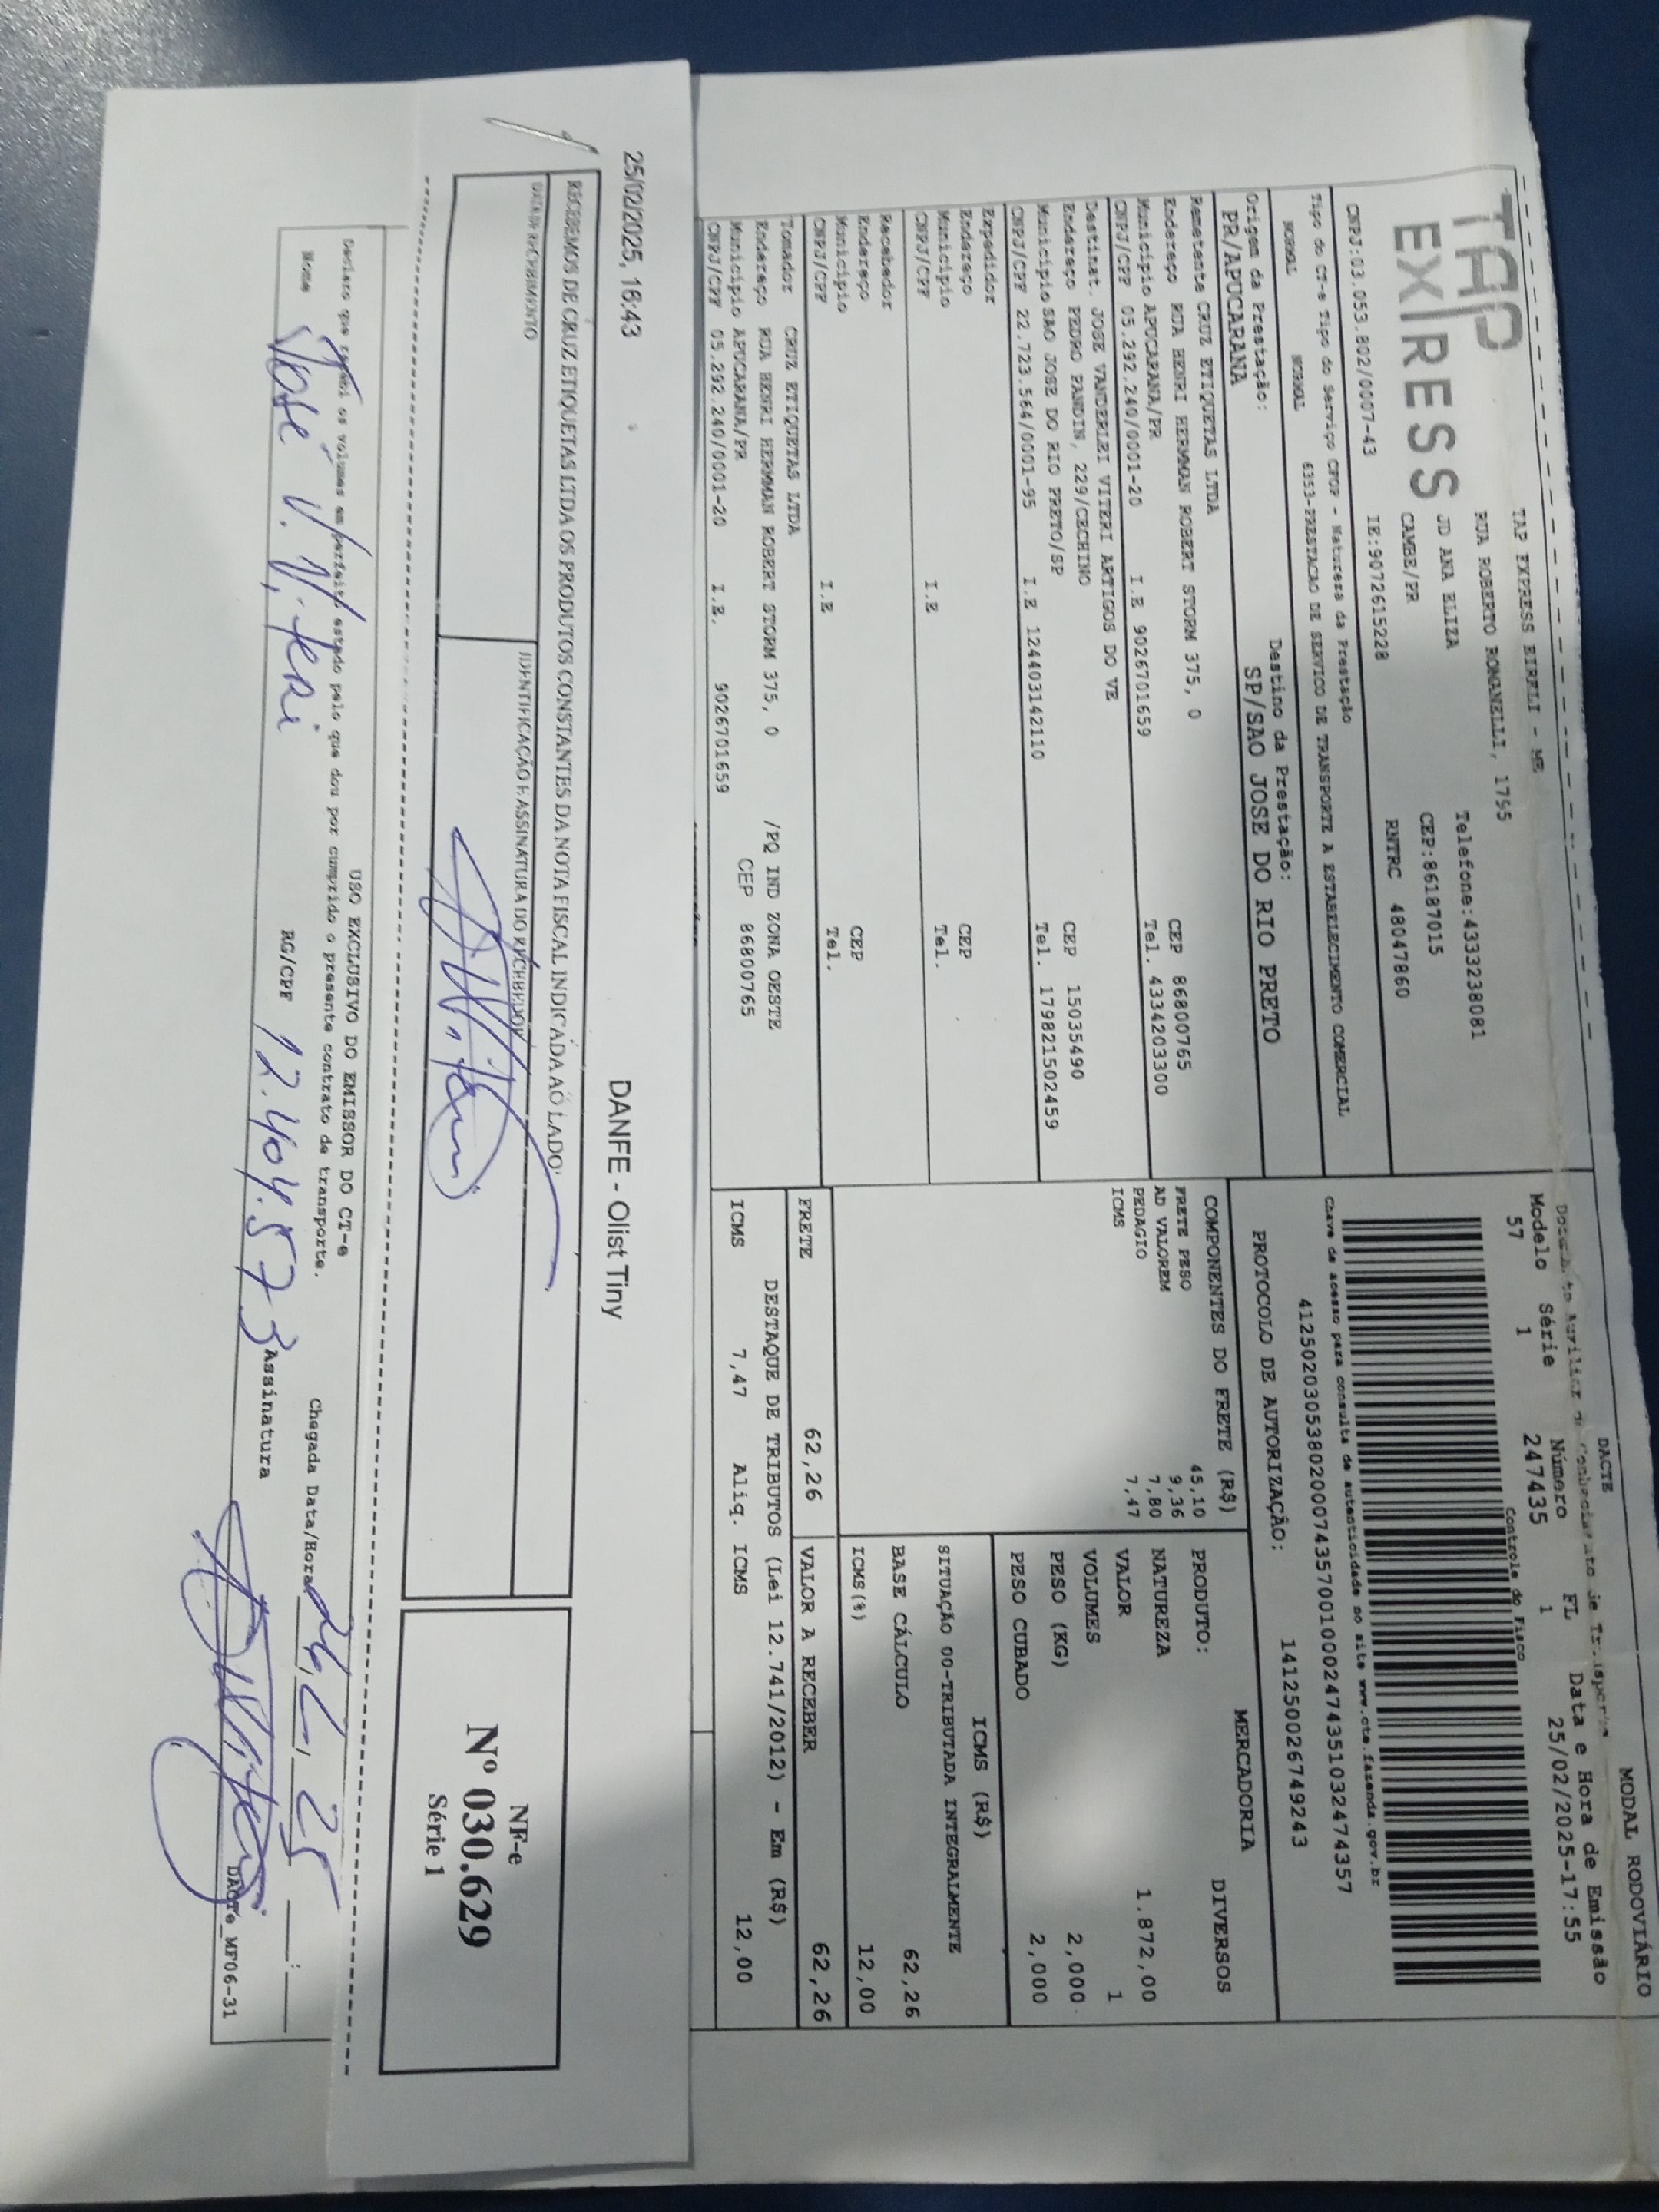 MODAL RODOVIÁRIO
TAP
EXPRESS
TAP EXPRESS EIRELI - ME
RUA ROBERTO ROMANELLI, 1795
Telefone:4333238081
JD ANA ELIZA
CEP:86187015
CAMBE/PR
RNTRC 48047860
CNPJ:03.053.802/0007-43 IE:9072615228
DACTE
Modelo Série Número FL Data e Hora de Emissão
57 1 247435 1 25/02/2025-17:55
Controle do Fisco
Chave de acesso para consulta de autenticidade no site www.cte.fazenda.gov.br
41250203053802000743570010002474351032474357
Tipo do CT-e Tipo do Serviço CFOP - Natureza da Prestação
NORMAL NORMAL 6353-PRESTACAO DE SERVICO DE TRANSPORTE A ESTABELECIMENTO COMERCIAL
PROTOCOLO DE AUTORIZAÇÃO: 141250026749243
Origem da Prestação: Destino da Prestação:
PR/APUCARANA SP/SAO JOSE DO RIO PRETO
Remetente CRUZ ETIQUETAS LTDA
Endereço RUA HENRI HERMMAN ROBERT STORM 375, 0 CEP 86800765
Município APUCARANA/PR Tel. 4334203300
CNPJ/CPF 05.292.240/0001-20 I.E 9026701659
Destinat. JOSE VANDERLEI VITERI ARTIGOS DO VE
Endereço PEDRO PANDIN, 229/CECHINO CEP 15035490
Município SAO JOSE DO RIO PRETO/SP Tel. 179821502459
CNPJ/CPF 22.723.564/0001-95 I.E 124403142110
Expedidor
Endereço CEP
Município Tel.
CNPJ/CPF I.E
Recebedor
Endereço CEP
Município Tel.
CNPJ/CPF I.E
Tomador CRUZ ETIQUETAS LTDA
Endereço RUA HENRI HERMMAN ROBERT STORM 375, 0 /PQ IND ZONA OESTE
Município APUCARANA/PR CEP 86800765
CNPJ/CPF 05.292.240/0001-20 I.E. 9026701659
COMPONENTES DO FRETE (R$)
FRETE PESO 45,10
AD VALOREM 9,36
PEDAGIO 7,80
ICMS 7,47
MERCADORIA
PRODUTO: DIVERSOS
NATUREZA
VALOR 1.872,00
VOLUMES 1
PESO (KG) 2,000
PESO CUBADO 2,000
ICMS (R$)
SITUAÇÃO 00-TRIBUTADA INTEGRALMENTE
BASE CÁLCULO 62,26
ICMS(%) 12,00
FRETE 62,26 VALOR A RECEBER 62,26
DESTAQUE DE TRIBUTOS (Lei 12.741/2012) - Em (R$)
ICMS 7,47 Aliq. ICMS 12,00
25/02/2025, 16:43 DANFE - Olist Tiny
RECEBEMOS DE CRUZ ETIQUETAS LTDA OS PRODUTOS CONSTANTES DA NOTA FISCAL INDICADA AO LADO
DATA DE RECEBIMENTO IDENTIFICAÇÃO E ASSINATURA DO RECEBEDOR
NF-e
Nº 030.629
Série 1
USO EXCLUSIVO DO EMISSOR DO CT-e
Declaro que recebi os volumes em perfeito estado pelo que dou por cumprido o presente contrato de transporte.
Chegada Data/Hora 26, 2, 25
Nome José V. Viteri RG/CPF 12.404.573 Assinatura
DACTe_MF06-31